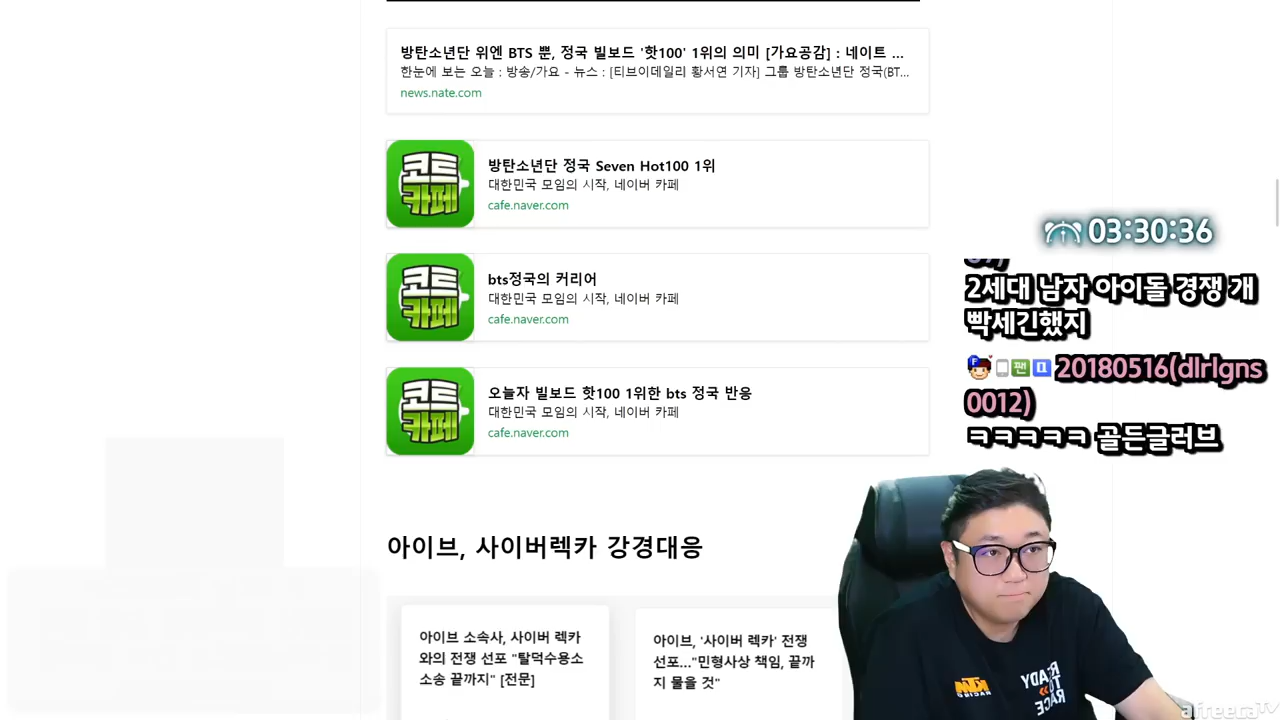 방탄소년단 위엔 BTS 뿐, 정국 빌보드 '핫100' 1위의 의미 [가요공감] : 네이트 ...
한눈에 보는 오늘 : 방송/가요 - 뉴스 : [티브이데일리 황서연 기자] 그룹 방탄소년단 정국(BT...
news.nate.com
코트
카페
방탄소년단 정국 Seven Hot100 1위
대한민국 모임의 시작, 네이버 카페
cafe.naver.com
코트
카페
bts정국의 커리어
대한민국 모임의 시작, 네이버 카페
cafe.naver.com
코트
카페
오늘자 빌보드 핫100 1위한 bts 정국 반응
대한민국 모임의 시작, 네이버 카페
cafe.naver.com
아이브, 사이버렉카 강경대응
아이브 소속사, 사이버 렉카
와의 전쟁 선포 "탈덕수용소
소송 끝까지" [전문]
아이브, '사이버 렉카' 전쟁
선포..."민형사상 책임, 끝까
지 물을 것"
03:30:36
2세대 남자 아이돌 경쟁 개
빡세긴했지
팬
20180516(dlrlgns
0012)
ㅋㅋㅋㅋㅋ 골든글러브
READY
TO
RACE
KTM
RACING
afreecaTV